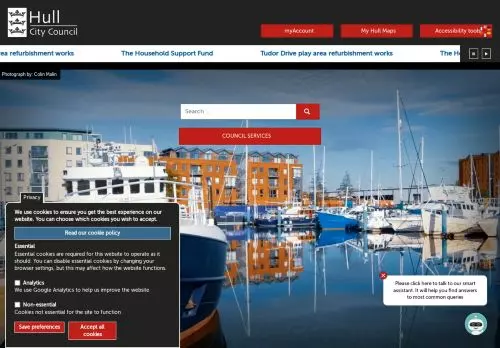 Hull
City Council
myAccount
My Hull Maps
Accessibility tools
area refurbishment works
The Household Support Fund
Tudor Drive play area refurbishment works
The
Photograph by: Colin Malin
Search ...
COUNCIL SERVICES
Privacy
We use cookies to ensure you get the best experience on our
website. You can choose which cookies you wish to accept.
Read our cookie policy
Essential
Essential cookies are required for this website to operate as it
should. You can disable essential cookies by changing your
browser settings, but this may affect how the website functions.
Analytics
We use Google Analytics to help us improve the website
Non-essential
Cookies not essential for the site to function
Save preferences
Accept all
cookies
Please click here to talk to our smart
assistant. It will help you find answers
to most common queries